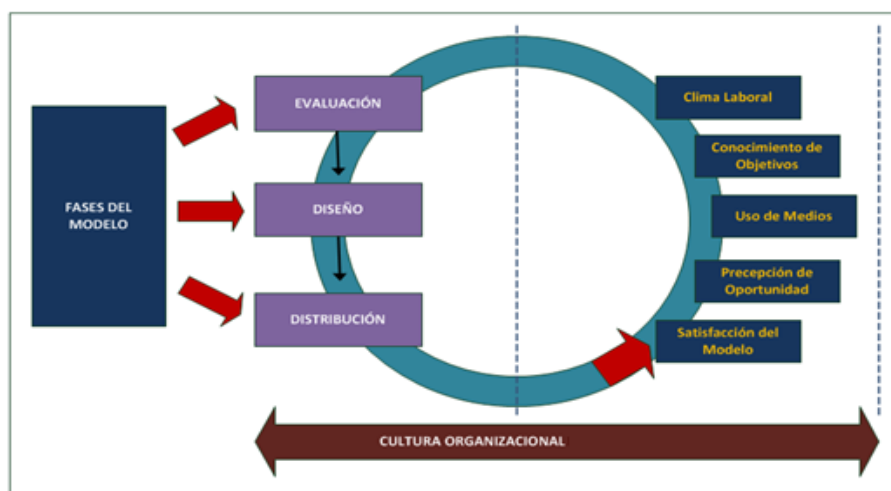 FASES DEL
MODELO
EVALUACIÓN
DISEÑO
DISTRIBUCIÓN
Clima Laboral
Conocimiento de
Objetivos
Uso de Medios
Precepción de
Oportunidad
Satisfacción del
Modelo
CULTURA ORGANIZACIONAL